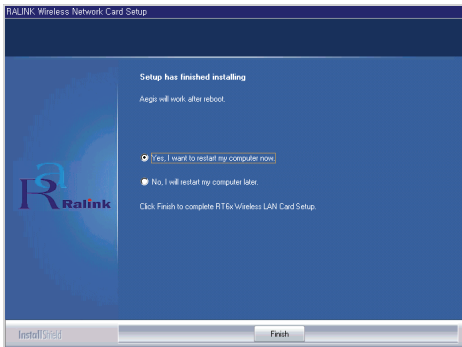 RALINK Wireless Network Card Setup
Setup has finished installing
Aegis will work after reboot.
Yes, I want to restart my computer now.
No, I will restart my computer later.
Ralink
Click Finish to complete RT6x Wireless LAN Card Setup.
InstallShield
Finish